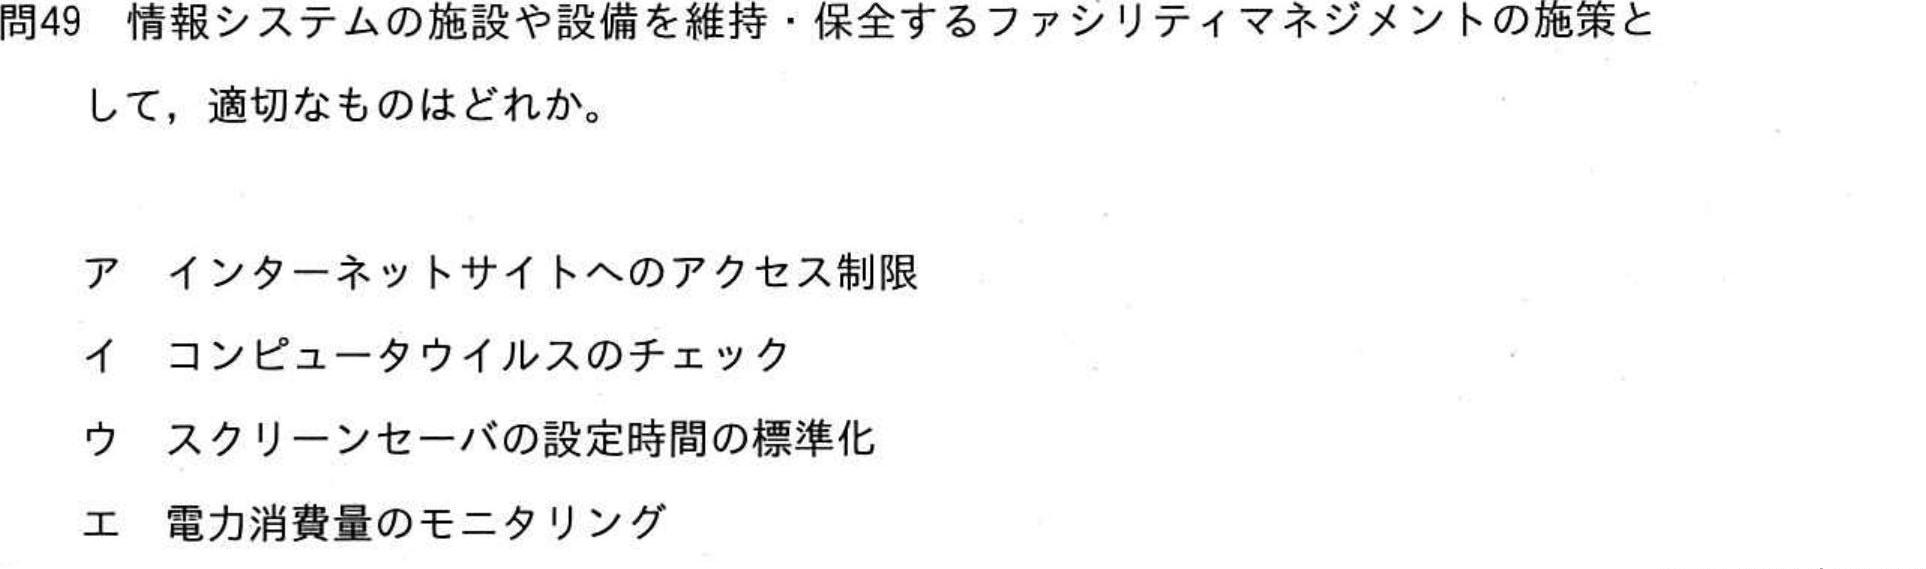 問49　情報システムの施設や設備を維持・保全するファシリティマネジメントの施策と
して，適切なものはどれか。
ア　インターネットサイトへのアクセス制限
イ　コンピュータウイルスのチェック
ウ　スクリーンセーバの設定時間の標準化
エ　電力消費量のモニタリング